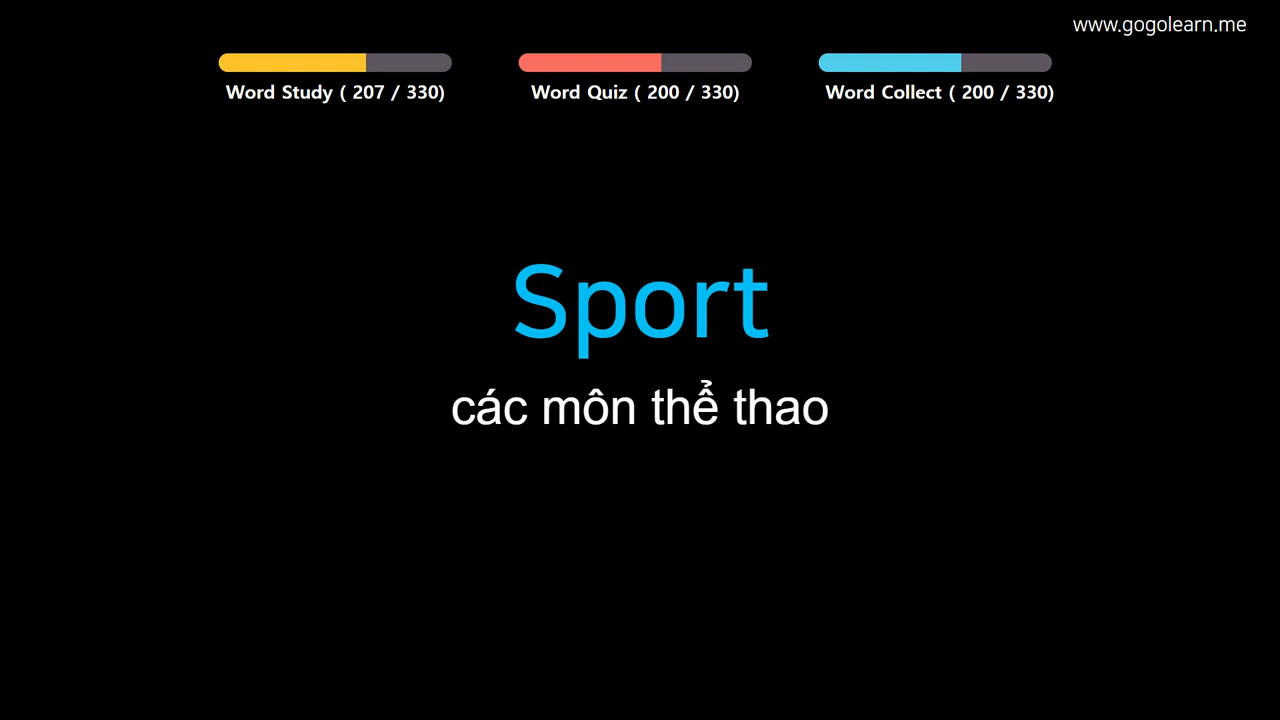 www.gogolearn.me
Word Study ( 207 / 330)
Word Quiz ( 200 / 330)
Word Collect ( 200 / 330)
Sport
các môn thể thao